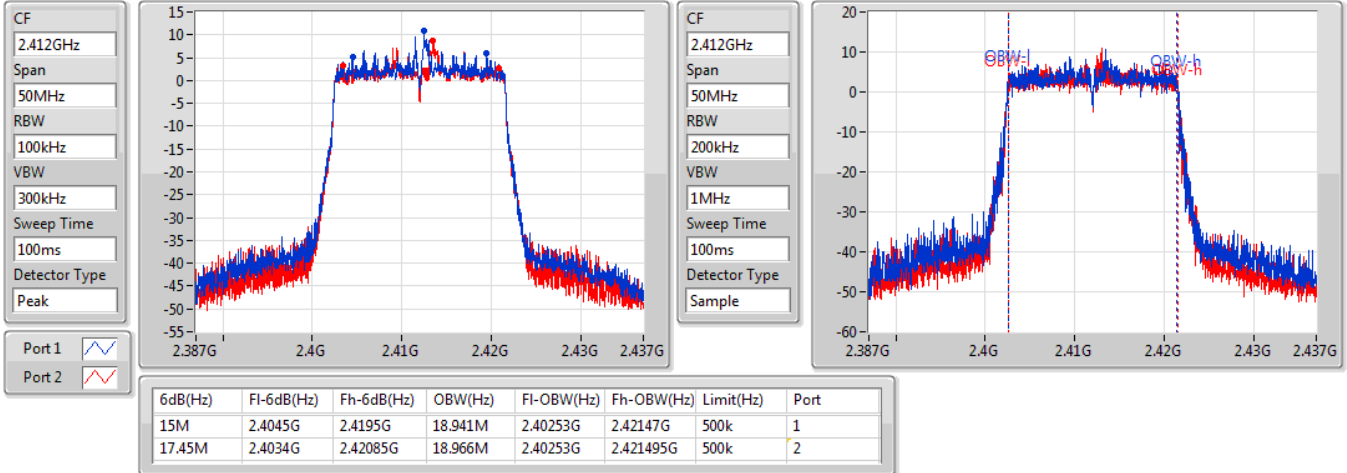 CF
2.412GHz
Span
50MHz
RBW
100kHz
VBW
300kHz
Sweep Time
100ms
Detector Type
Peak
Port 1
Port 2
15
10
5
0
-5
-10
-15
-20
-25
-30
-35
-40
-45
-50
-55
2.387G 2.4G 2.41G 2.42G 2.43G 2.437G
CF
2.412GHz
Span
50MHz
RBW
200kHz
VBW
1MHz
Sweep Time
100ms
Detector Type
Sample
20
10
0
-10
-20
-30
-40
-50
-60
OBW-l OBW-h
OBW-l OBW-h
2.387G 2.4G 2.41G 2.42G 2.43G 2.437G
6dB(Hz) Fl-6dB(Hz) Fh-6dB(Hz) OBW(Hz) Fl-OBW(Hz) Fh-OBW(Hz) Limit(Hz) Port
15M 2.4045G 2.4195G 18.941M 2.40253G 2.42147G 500k 1
17.45M 2.4034G 2.42085G 18.966M 2.40253G 2.421495G 500k 2